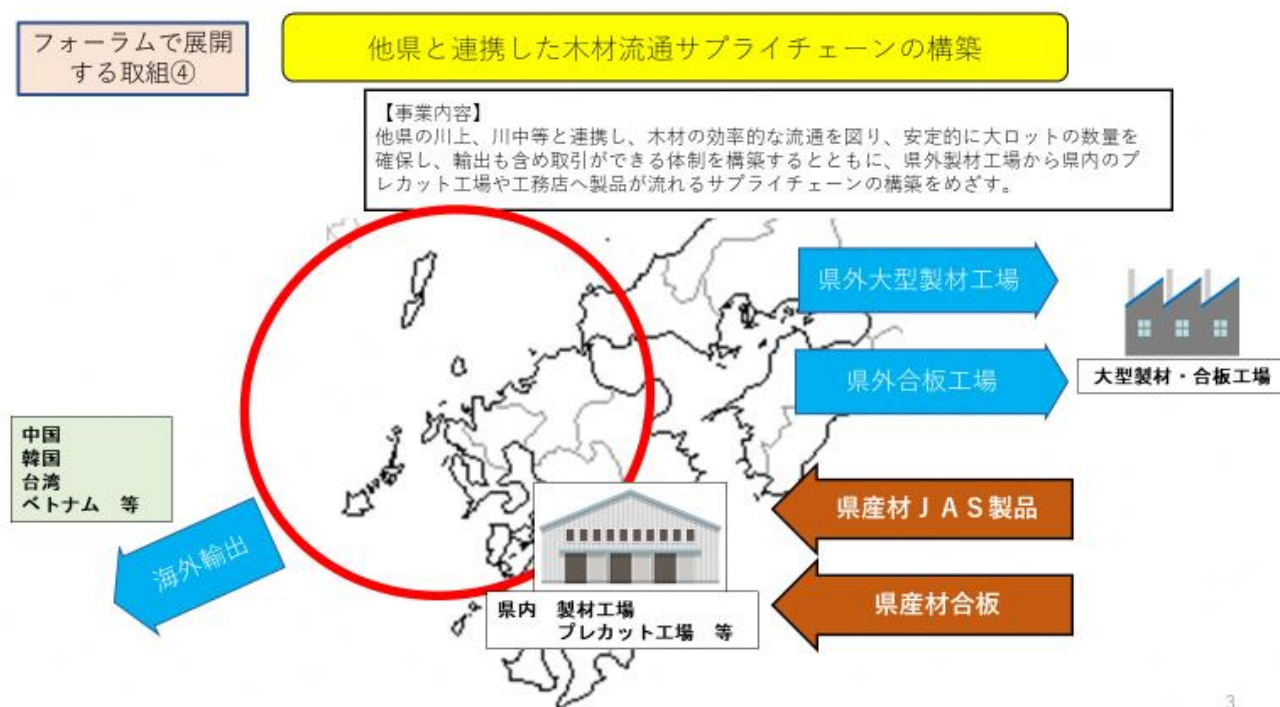 フォーラムで展開
する取組④
他県と連携した木材流通サプライチェーンの構築
【事業内容】
他県の川上、川中等と連携し、木材の効率的な流通を図り、安定的に大ロットの数量を
確保し、輸出も含め取引ができる体制を構築するとともに、県外製材工場から県内のプ
レカット工場や工務店へ製品が流れるサプライチェーンの構築をめざす。
県外大型製材工場
県外合板工場
大型製材・合板工場
中国
韓国
台湾
ベトナム　等
海外輸出
県産材ＪＡＳ製品
県産材合板
県内　製材工場
プレカット工場　等
3